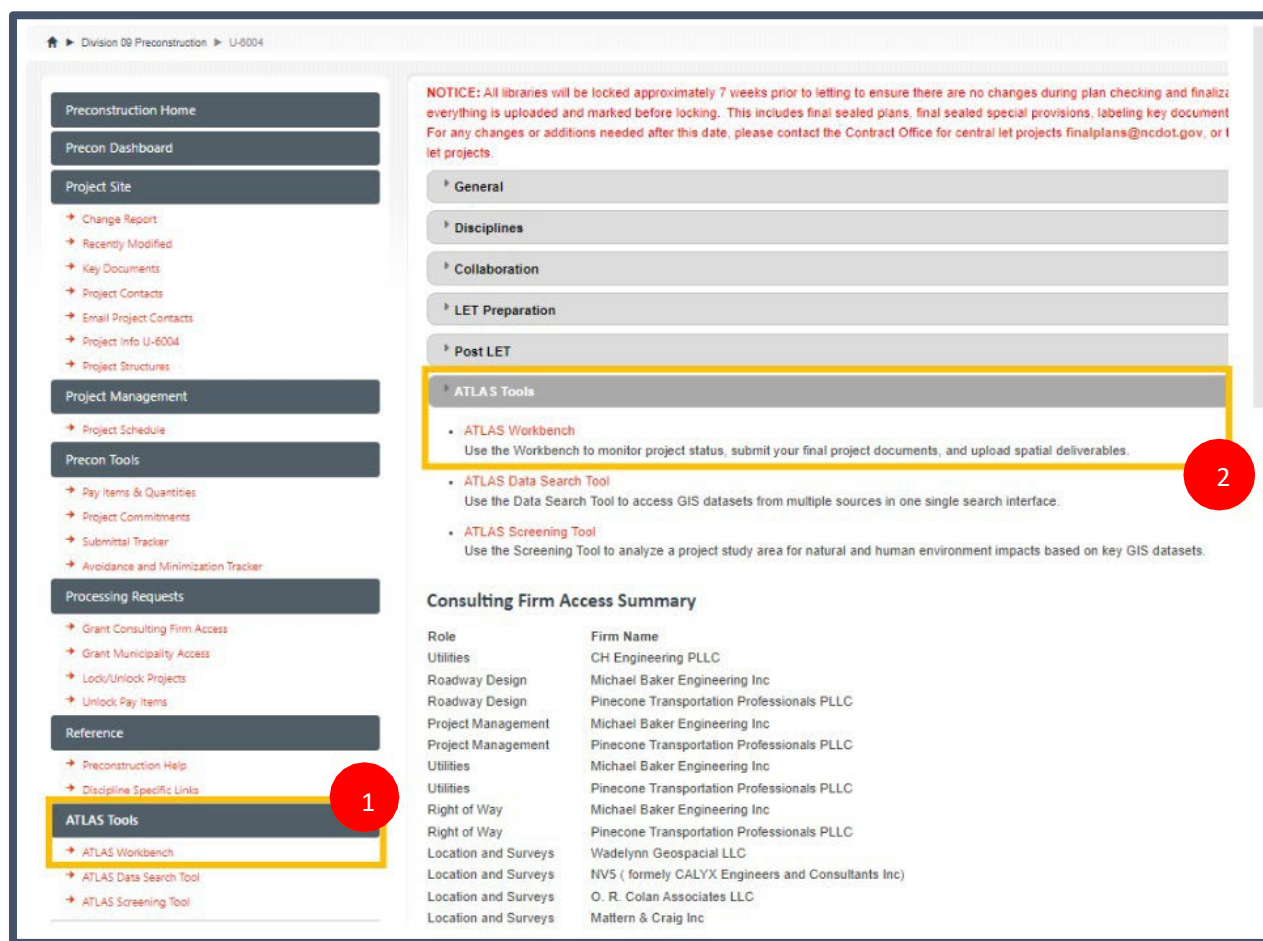 Division 09 Preconstruction ► U-6004
Preconstruction Home
Precon Dashboard
Project Site
Change Report
Recently Modified
Key Documents
Project Contacts
Email Project Contacts
Project Info U-6004
Project Structures
Project Management
Project Schedule
Precon Tools
Pay Items & Quantities
Project Commitments
Submittal Tracker
Avoidance and Minimization Tracker
Processing Requests
Grant Consulting Firm Access
Grant Municipality Access
Lock/Unlock Projects
Unlock Pay Items
Reference
Preconstruction Help
Discipline Specific Links
1
ATLAS Tools
ATLAS Workbench
ATLAS Data Search Tool
ATLAS Screening Tool
NOTICE: All libraries will be locked approximately 7 weeks prior to letting to ensure there are no changes during plan checking and finaliza
everything is uploaded and marked before locking. This includes final sealed plans, final sealed special provisions, labeling key document
For any changes or additions needed after this date, please contact the Contract Office for central let projects finalplans@ncdot.gov, or f
let projects.
General
Disciplines
Collaboration
LET Preparation
Post LET
ATLAS Tools
ATLAS Workbench
Use the Workbench to monitor project status, submit your final project documents, and upload spatial deliverables.
2
ATLAS Data Search Tool
Use the Data Search Tool to access GIS datasets from multiple sources in one single search interface.
ATLAS Screening Tool
Use the Screening Tool to analyze a project study area for natural and human environment impacts based on key GIS datasets.
Consulting Firm Access Summary
Role Firm Name
Utilities CH Engineering PLLC
Roadway Design Michael Baker Engineering Inc
Roadway Design Pinecone Transportation Professionals PLLC
Project Management Michael Baker Engineering Inc
Project Management Pinecone Transportation Professionals PLLC
Utilities Michael Baker Engineering Inc
Utilities Pinecone Transportation Professionals PLLC
Right of Way Michael Baker Engineering Inc
Right of Way Pinecone Transportation Professionals PLLC
Location and Surveys Wadelynn Geospacial LLC
Location and Surveys NV5 ( formely CALYX Engineers and Consultants Inc)
Location and Surveys O. R. Colan Associates LLC
Location and Surveys Mattern & Craig Inc